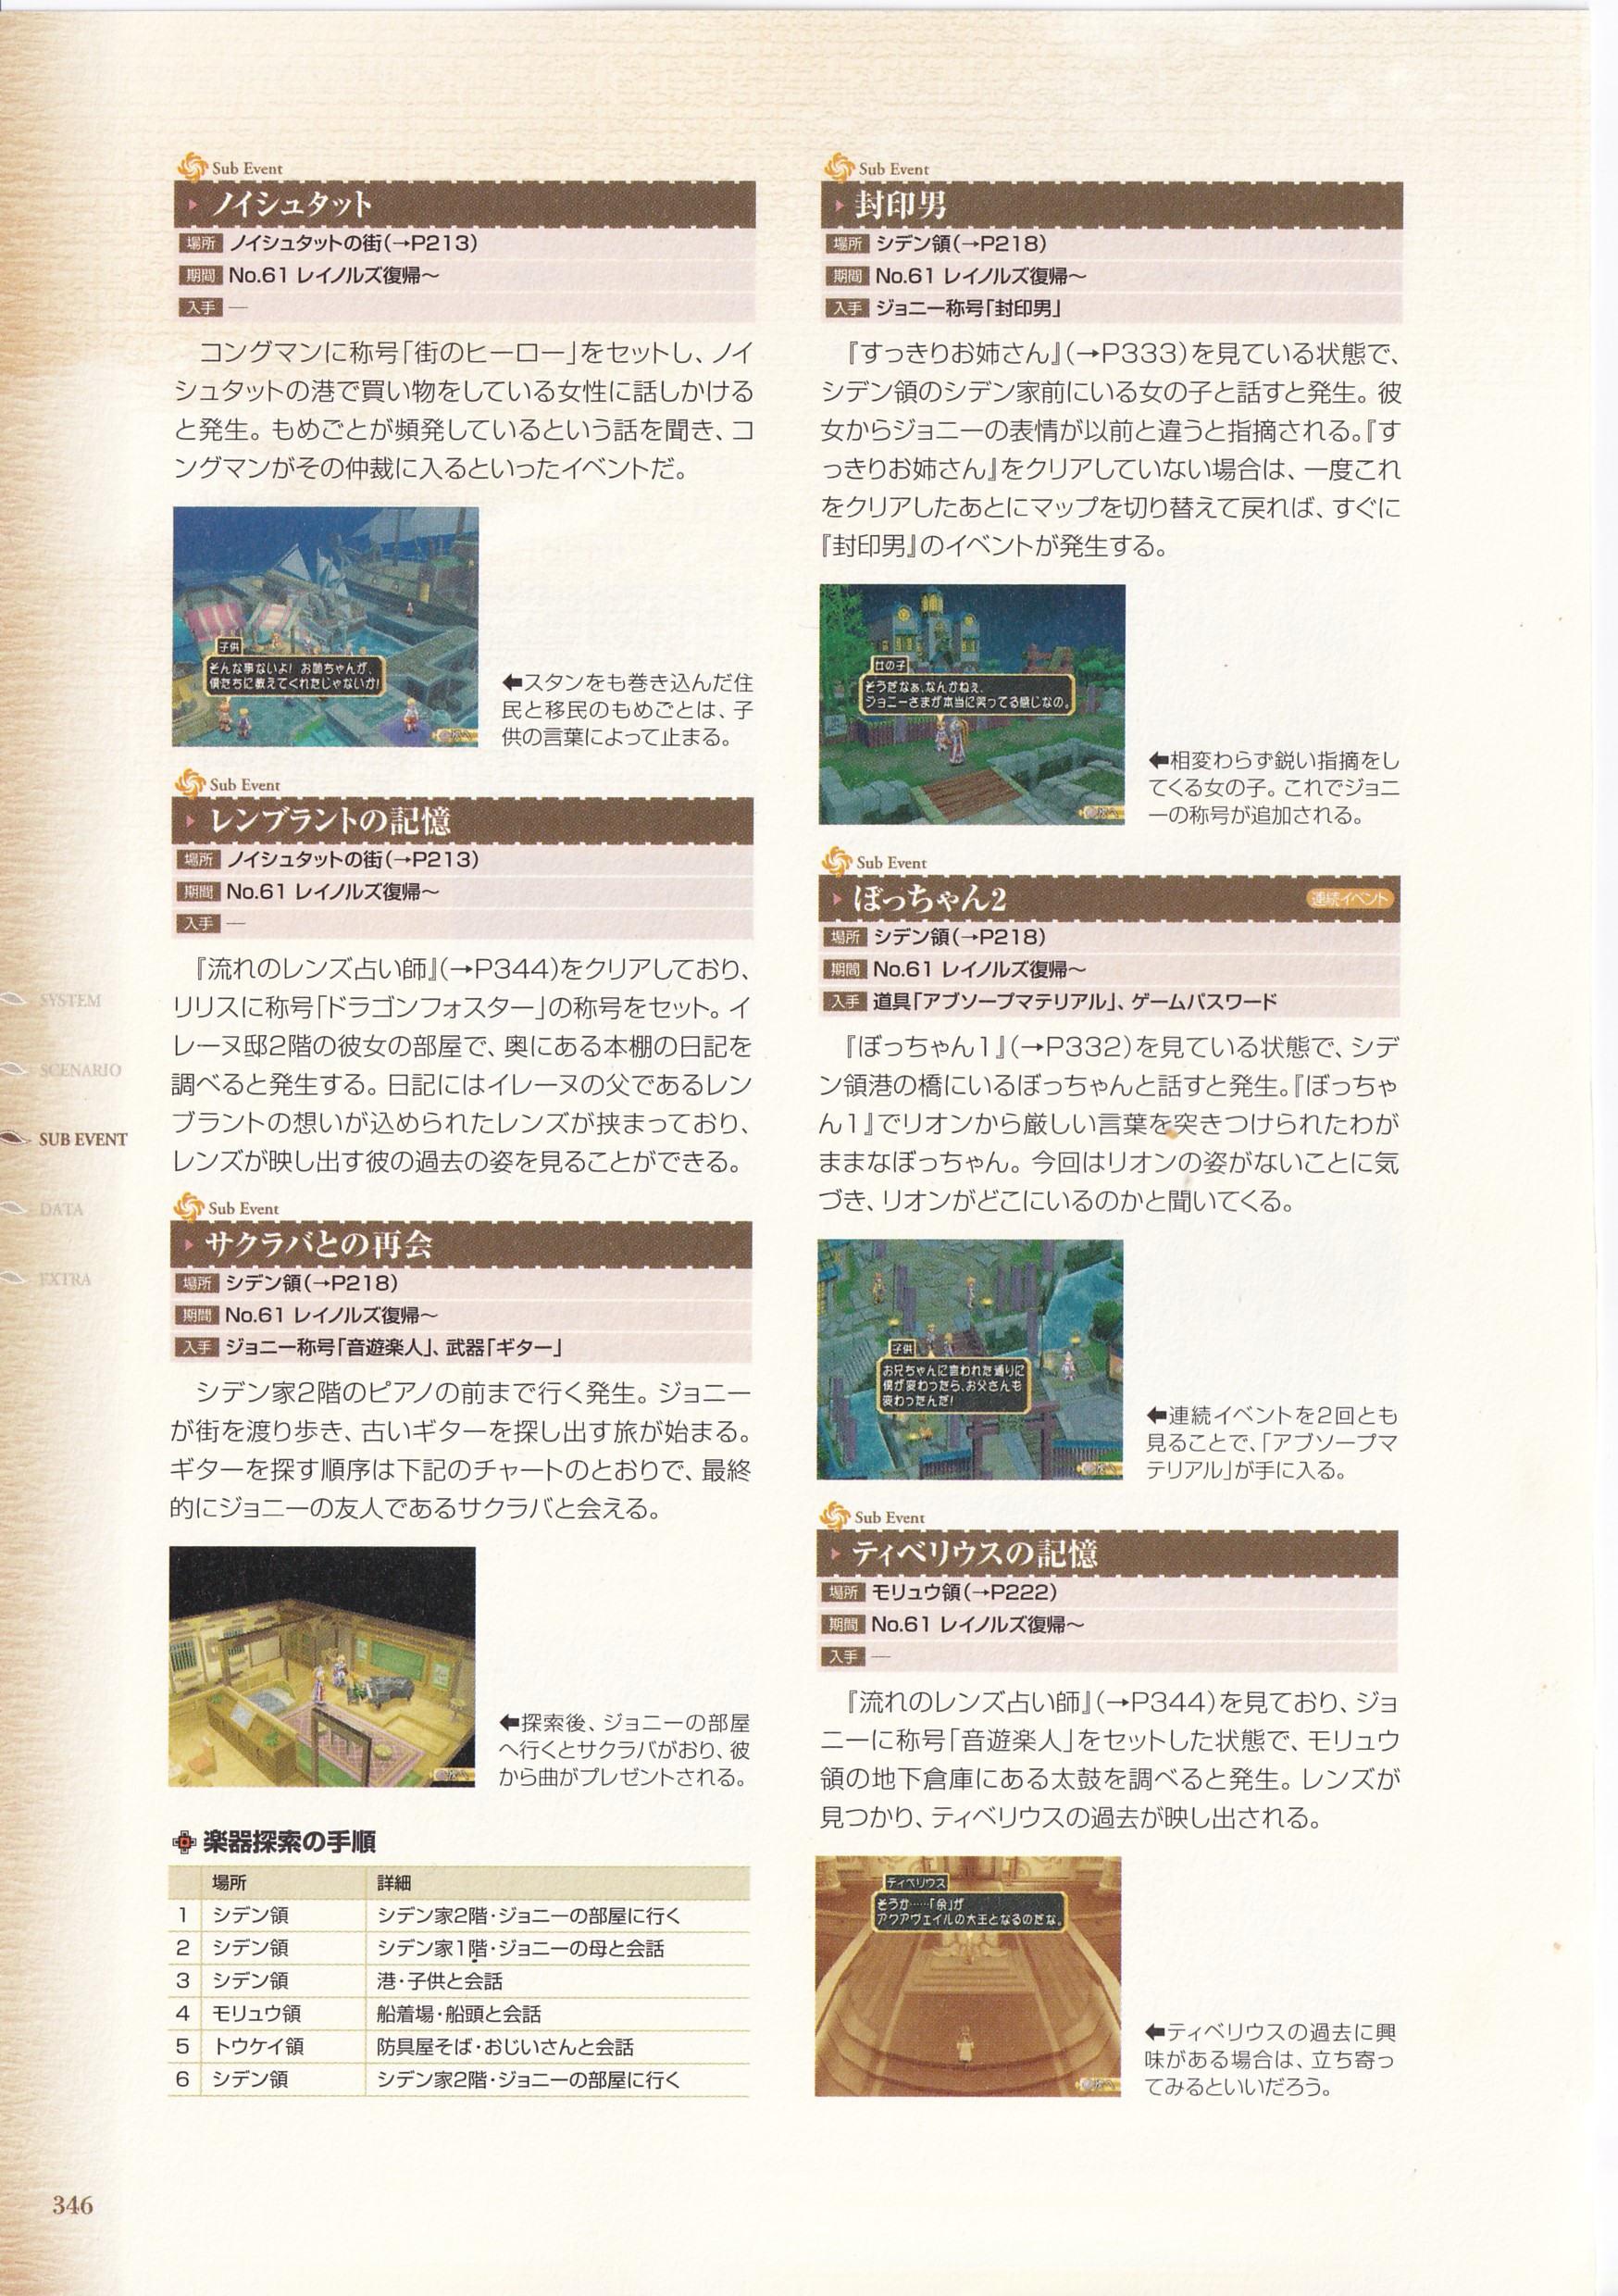 Sub Event
ノイシュタット
場所 ノイシュタットの街(→P213)
期間 No.61 レイノルズ復帰〜
入手 ―
コングマンに称号「街のヒーロー」をセットし、ノイ
シュタットの港で買い物をしている女性に話しかける
と発生。もめごとが頻発しているという話を聞き、コ
ングマンがその仲裁に入るといったイベントだ。
子供
そんな事ないよ! お姉ちゃんが、
僕たちに教えてくれたじゃないか!
←スタンをも巻き込んだ住
民と移民のもめごとは、子
供の言葉によって止まる。
Sub Event
レンブラントの記憶
場所 ノイシュタットの街(→P213)
期間 No.61 レイノルズ復帰〜
入手 ―
『流れのレンズ占い師』(→P344)をクリアしており、
リリスに称号「ドラゴンフォスター」の称号をセット。イ
レーヌ邸2階の彼女の部屋で、奥にある本棚の日記を
調べると発生する。日記にはイレーヌの父であるレン
ブラントの想いが込められたレンズが挟まっており、
レンズが映し出す彼の過去の姿を見ることができる。
Sub Event
サクラバとの再会
場所 シデン領(→P218)
期間 No.61 レイノルズ復帰〜
入手 ジョニー称号「音遊楽人」、武器「ギター」
シデン家2階のピアノの前まで行く発生。ジョニー
が街を渡り歩き、古いギターを探し出す旅が始まる。
ギターを探す順序は下記のチャートのとおりで、最終
的にジョニーの友人であるサクラバと会える。
←探索後、ジョニーの部屋
へ行くとサクラバがおり、彼
から曲がプレゼントされる。
楽器探索の手順
場所 詳細
1 シデン領 シデン家2階・ジョニーの部屋に行く
2 シデン領 シデン家1階・ジョニーの母と会話
3 シデン領 港・子供と会話
4 モリュウ領 船着場・船頭と会話
5 トウケイ領 防具屋そば・おじいさんと会話
6 シデン領 シデン家2階・ジョニーの部屋に行く
Sub Event
封印男
場所 シデン領(→P218)
期間 No.61 レイノルズ復帰〜
入手 ジョニー称号「封印男」
『すっきりお姉さん』(→P333)を見ている状態で、
シデン領のシデン家前にいる女の子と話すと発生。彼
女からジョニーの表情が以前と違うと指摘される。『す
っきりお姉さん』をクリアしていない場合は、一度これ
をクリアしたあとにマップを切り替えて戻れば、すぐに
『封印男』のイベントが発生する。
女の子
そうだなぁ、なんかねぇ、
ジョニーさまが本当に笑ってる感じなの。
←相変わらず鋭い指摘をし
てくる女の子。これでジョニ
ーの称号が追加される。
Sub Event
ぼっちゃん2 連続イベント
場所 シデン領(→P218)
期間 No.61 レイノルズ復帰〜
入手 道具「アブソープマテリアル」、ゲームパスワード
『ぼっちゃん1』(→P332)を見ている状態で、シデ
ン領港の橋にいるぼっちゃんと話すと発生。『ぼっちゃ
ん1』でリオンから厳しい言葉を突きつけられたわが
ままなぼっちゃん。今回はリオンの姿がないことに気
づき、リオンがどこにいるのかと聞いてくる。
子供
お兄ちゃんに言われた通りに
僕が変わったら、お父さんも
変わったんだ!
←連続イベントを2回とも
見ることで、「アブソープマ
テリアル」が手に入る。
Sub Event
ティベリウスの記憶
場所 モリュウ領(→P222)
期間 No.61 レイノルズ復帰〜
入手 ―
『流れのレンズ占い師』(→P344)を見ており、ジョ
ニーに称号「音遊楽人」をセットした状態で、モリュウ
領の地下倉庫にある太鼓を調べると発生。レンズが
見つかり、ティベリウスの過去が映し出される。
ティベリウス
そうか……「余」が
アクアヴェイルの大王となるのだな。
←ティベリウスの過去に興
味がある場合は、立ち寄っ
てみるといいだろう。
SYSTEM
SCENARIO
SUB EVENT
DATA
EXTRA
346